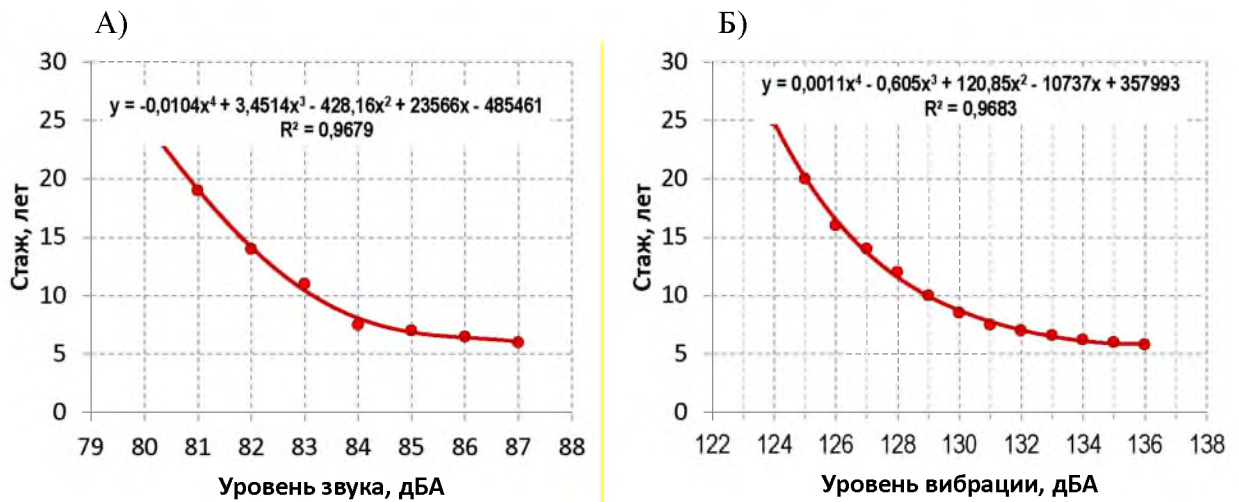 А)
30
25
20
15
10
5
0
Стаж, лет
y = -0,0104x⁴ + 3,4514x³ - 428,16x² + 23566x - 485461
R² = 0,9679
79 80 81 82 83 84 85 86 87 88
Уровень звука, дБА
Б)
30
25
20
15
10
5
0
Стаж, лет
y = 0,0011x⁴ - 0,605x³ + 120,85x² - 10737x + 357993
R² = 0,9683
122 124 126 128 130 132 134 136 138
Уровень вибрации, дБА